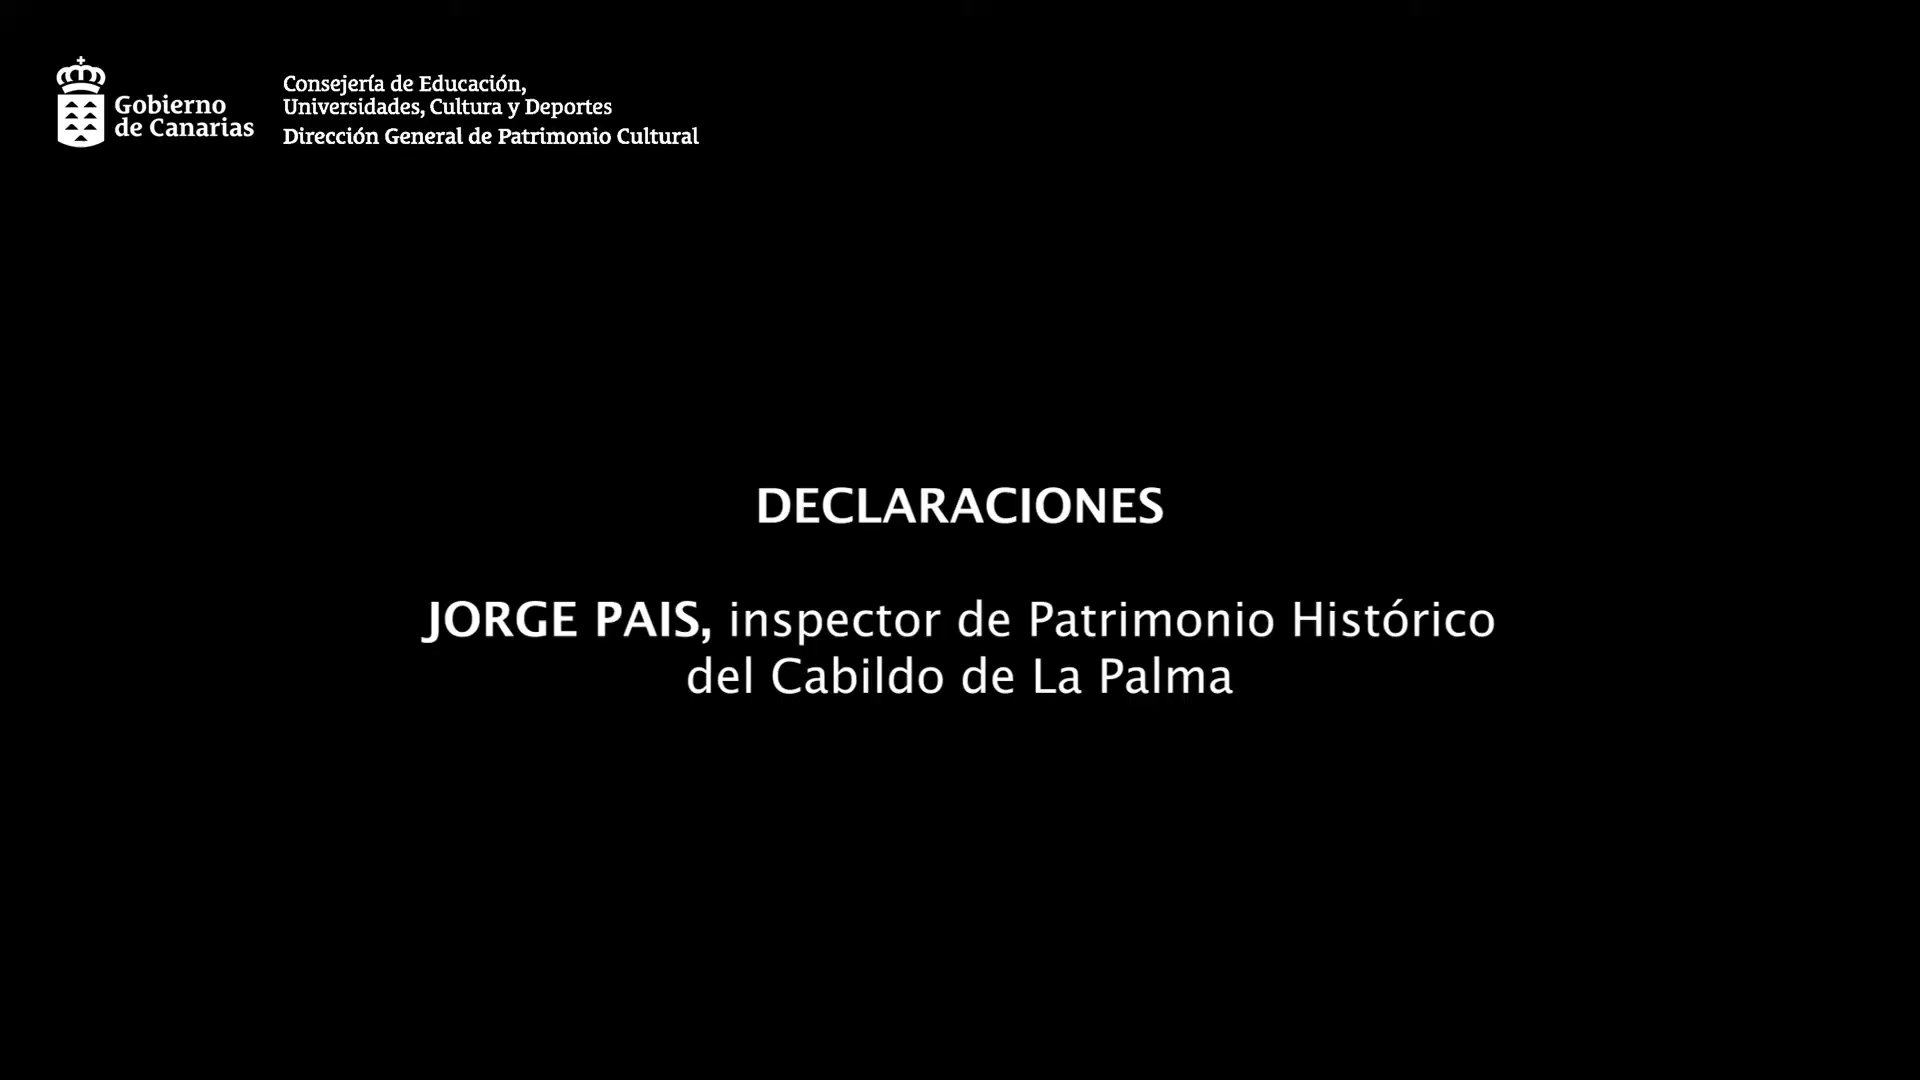 Gobierno
de Canarias
Consejería de Educación,
Universidades, Cultura y Deportes
Dirección General de Patrimonio Cultural
DECLARACIONES
JORGE PAIS, inspector de Patrimonio Histórico
del Cabildo de La Palma